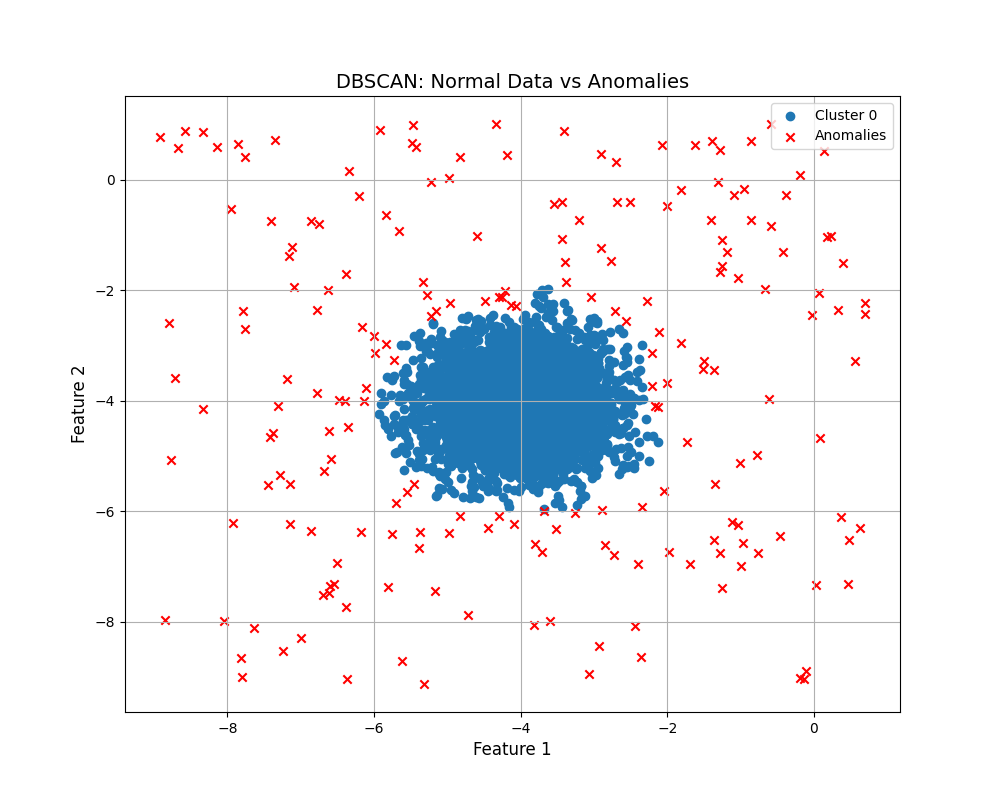 DBSCAN: Normal Data vs Anomalies
Cluster 0
Anomalies
0
−2
−4
−6
−8
Feature 2
−8 −6 −4 −2 0
Feature 1